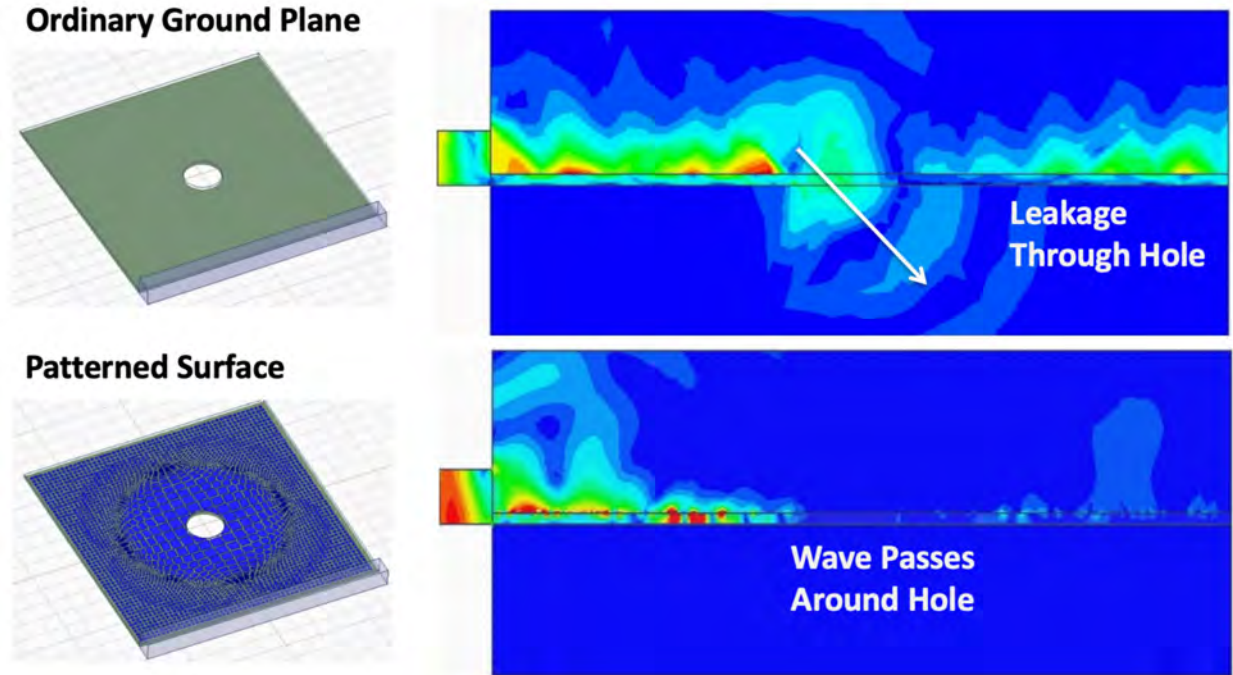 Ordinary Ground Plane
Leakage
Through Hole
Patterned Surface
Wave Passes
Around Hole